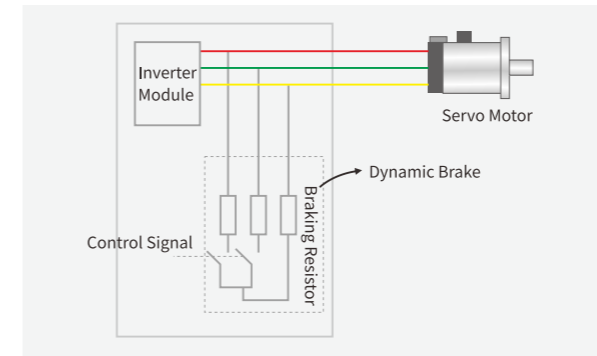 Inverter
Module
Servo Motor
Dynamic Brake
Braking Resistor
Control Signal